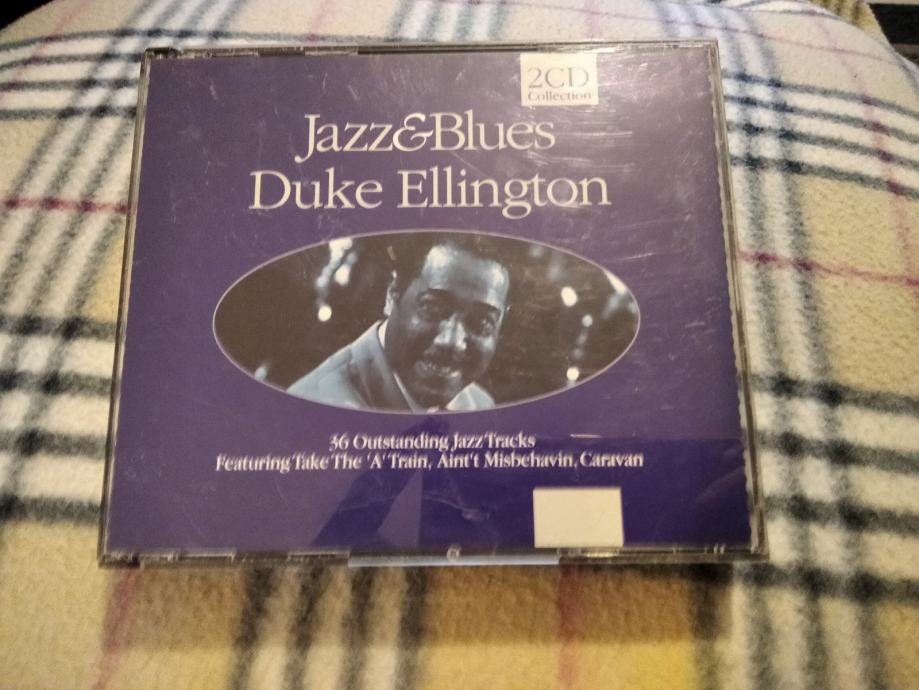 2CD
Collection
Jazz&Blues
Duke Ellington
36 Outstanding Jazz Tracks
Featuring Take The 'A' Train, Aint't Misbehavin, Caravan